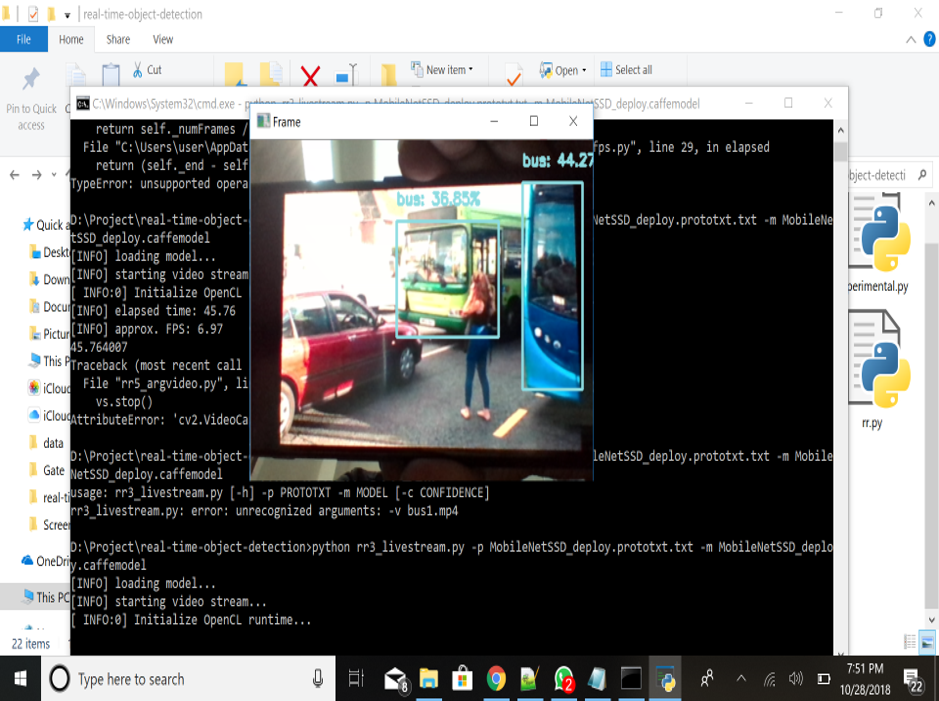 real-time-object-detection
File Home Share View
Pin to Quick access
Cut
New item
Open
Select all
C:\Windows\System32\cmd.exe - python rr3_livestream.py -p MobileNetSSD_deploy.prototxt.txt -m MobileNetSSD_deploy.caffemodel
Frame
return self._numFrames /
File "C:\Users\user\AppDat
fps.py", line 29, in elapsed
return (self._end - self
TypeError: unsupported opera
D:\Project\real-time-object-
NetSSD_deploy.prototxt.txt -m MobileNe
tSSD_deploy.caffemodel
[INFO] loading model...
[INFO] starting video stream
[ INFO:0] Initialize OpenCL
[INFO] elapsed time: 45.76
[INFO] approx. FPS: 6.97
45.764007
Traceback (most recent call
File "rr5_argvideo.py", li
vs.stop()
AttributeError: 'cv2.VideoCa
D:\Project\real-time-object-
leNetSSD_deploy.prototxt.txt -m Mobile
NetSSD_deploy.caffemodel
usage: rr3_livestream.py [-h] -p PROTOTXT -m MODEL [-c CONFIDENCE]
rr3_livestream.py: error: unrecognized arguments: -v bus1.mp4
D:\Project\real-time-object-detection>python rr3_livestream.py -p MobileNetSSD_deploy.prototxt.txt -m MobileNetSSD_deplo
y.caffemodel
[INFO] loading model...
[INFO] starting video stream...
[ INFO:0] Initialize OpenCL runtime...
bus: 44.27
bus: 36.85%
bject-detecti
Quick a
Deskt
Down
Docu
Pictur
This P
iCloud
iCloud
data
Gate
real-ti
Screen
OneDri
This PC
perimental.py
rr.py
22 items
Type here to search
8
2
7:51 PM
10/28/2018
22